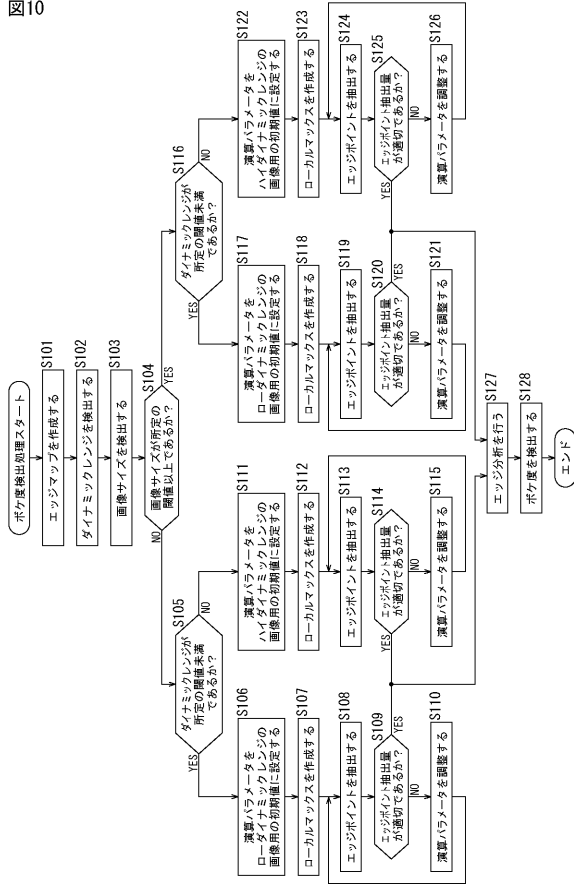 図10
ボケ度検出処理スタート
S101
エッジマップを作成する
S102
ダイナミックレンジを検出する
S103
画像サイズを検出する
S104
画像サイズが所定の
閾値以上であるか？
NO
YES
S105
ダイナミックレンジが
所定の閾値未満
であるか？
YES
NO
S106
演算パラメータを
ローダイナミックレンジの
画像用の初期値に設定する
S107
ローカルマックスを作成する
S108
エッジポイントを抽出する
S109
エッジポイント抽出量
が適切であるか？
YES
NO
S110
演算パラメータを調整する
S111
演算パラメータを
ハイダイナミックレンジの
画像用の初期値に設定する
S112
ローカルマックスを作成する
S113
エッジポイントを抽出する
S114
エッジポイント抽出量
が適切であるか？
YES
NO
S115
演算パラメータを調整する
S116
ダイナミックレンジが
所定の閾値未満
であるか？
YES
NO
S117
演算パラメータを
ローダイナミックレンジの
画像用の初期値に設定する
S118
ローカルマックスを作成する
S119
エッジポイントを抽出する
S120
エッジポイント抽出量
が適切であるか？
YES
NO
S121
演算パラメータを調整する
S122
演算パラメータを
ハイダイナミックレンジの
画像用の初期値に設定する
S123
ローカルマックスを作成する
S124
エッジポイントを抽出する
S125
エッジポイント抽出量
が適切であるか？
YES
NO
S126
演算パラメータを調整する
S127
エッジ分析を行う
S128
ボケ度を検出する
エンド